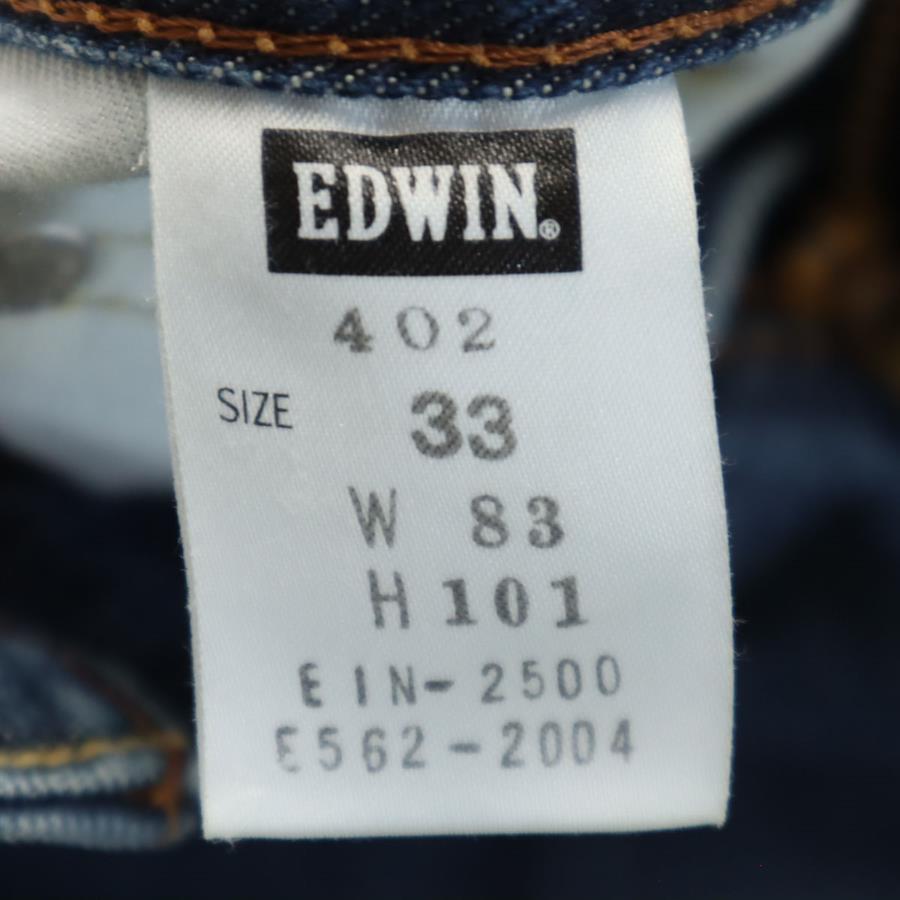 EDWIN®
402
SIZE 33
W 83
H 101
EIN-2500
E562-2004